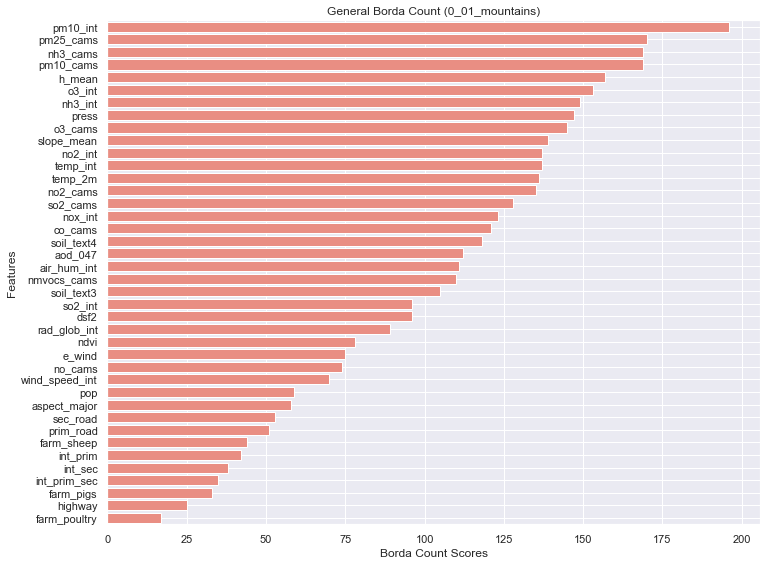 General Borda Count (0_01_mountains)
pm10_int
pm25_cams
nh3_cams
pm10_cams
h_mean
o3_int
nh3_int
press
o3_cams
slope_mean
no2_int
temp_int
temp_2m
no2_cams
so2_cams
nox_int
co_cams
soil_text4
aod_047
air_hum_int
nmvocs_cams
soil_text3
so2_int
dsf2
rad_glob_int
ndvi
e_wind
no_cams
wind_speed_int
pop
aspect_major
sec_road
prim_road
farm_sheep
int_prim
int_sec
int_prim_sec
farm_pigs
highway
farm_poultry
Features
0 25 50 75 100 125 150 175 200
Borda Count Scores